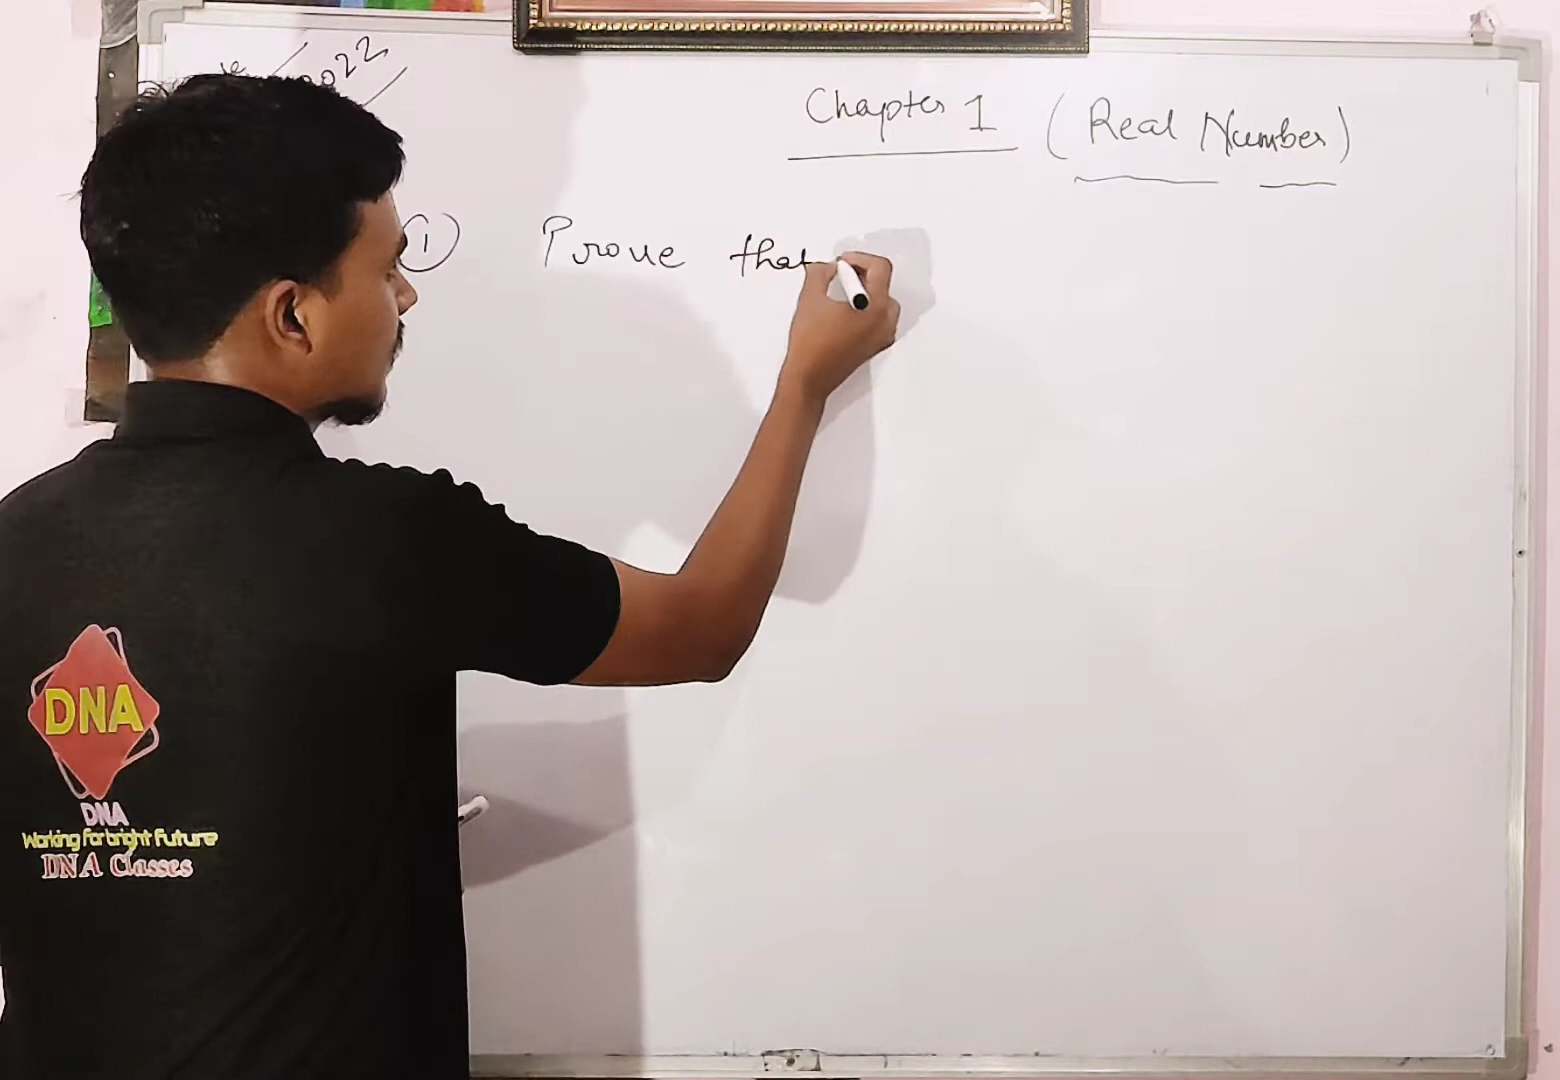 2022
Chapter 1 (Real Number)
① Prove that
DNA
DNA
Working for bright future
DNA Classes